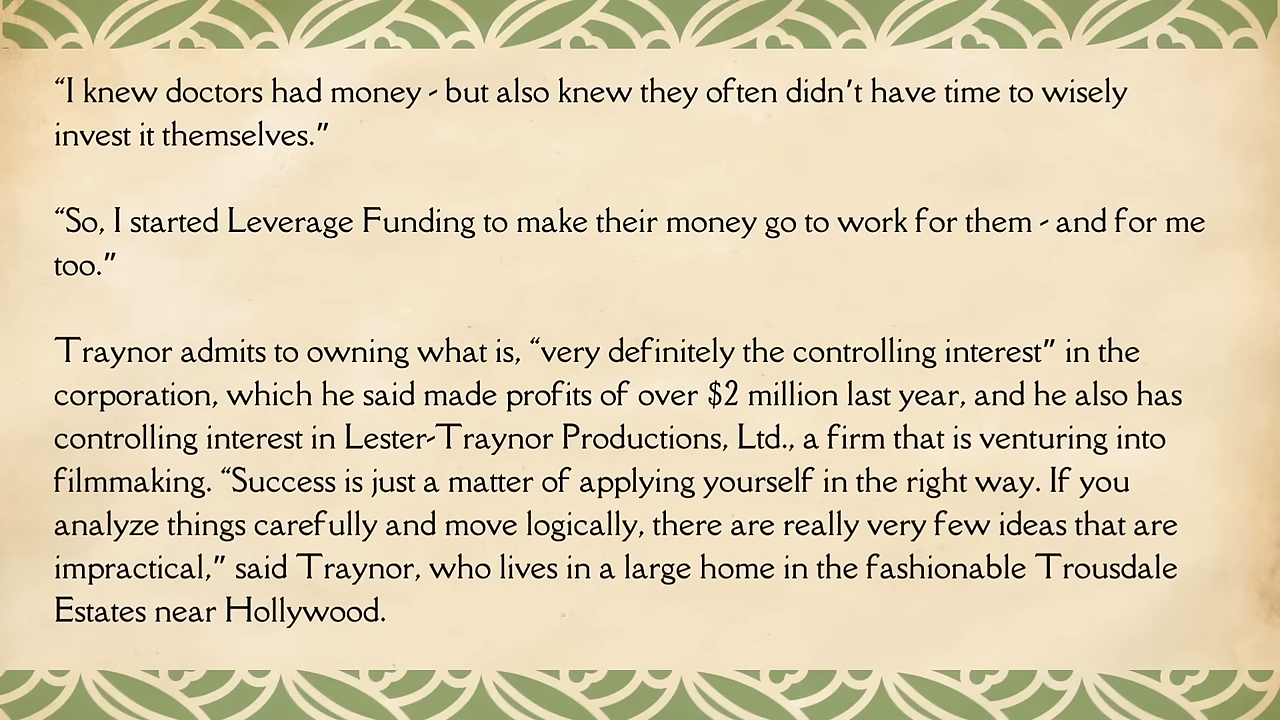 “I knew doctors had money - but also knew they often didn't have time to wisely
invest it themselves."
“So, I started Leverage Funding to make their money go to work for them - and for me
too."
Traynor admits to owning what is, “very definitely the controlling interest" in the
corporation, which he said made profits of over $2 million last year, and he also has
controlling interest in Lester-Traynor Productions, Ltd., a firm that is venturing into
filmmaking. “Success is just a matter of applying yourself in the right way. If you
analyze things carefully and move logically, there are really very few ideas that are
impractical," said Traynor, who lives in a large home in the fashionable Trousdale
Estates near Hollywood.